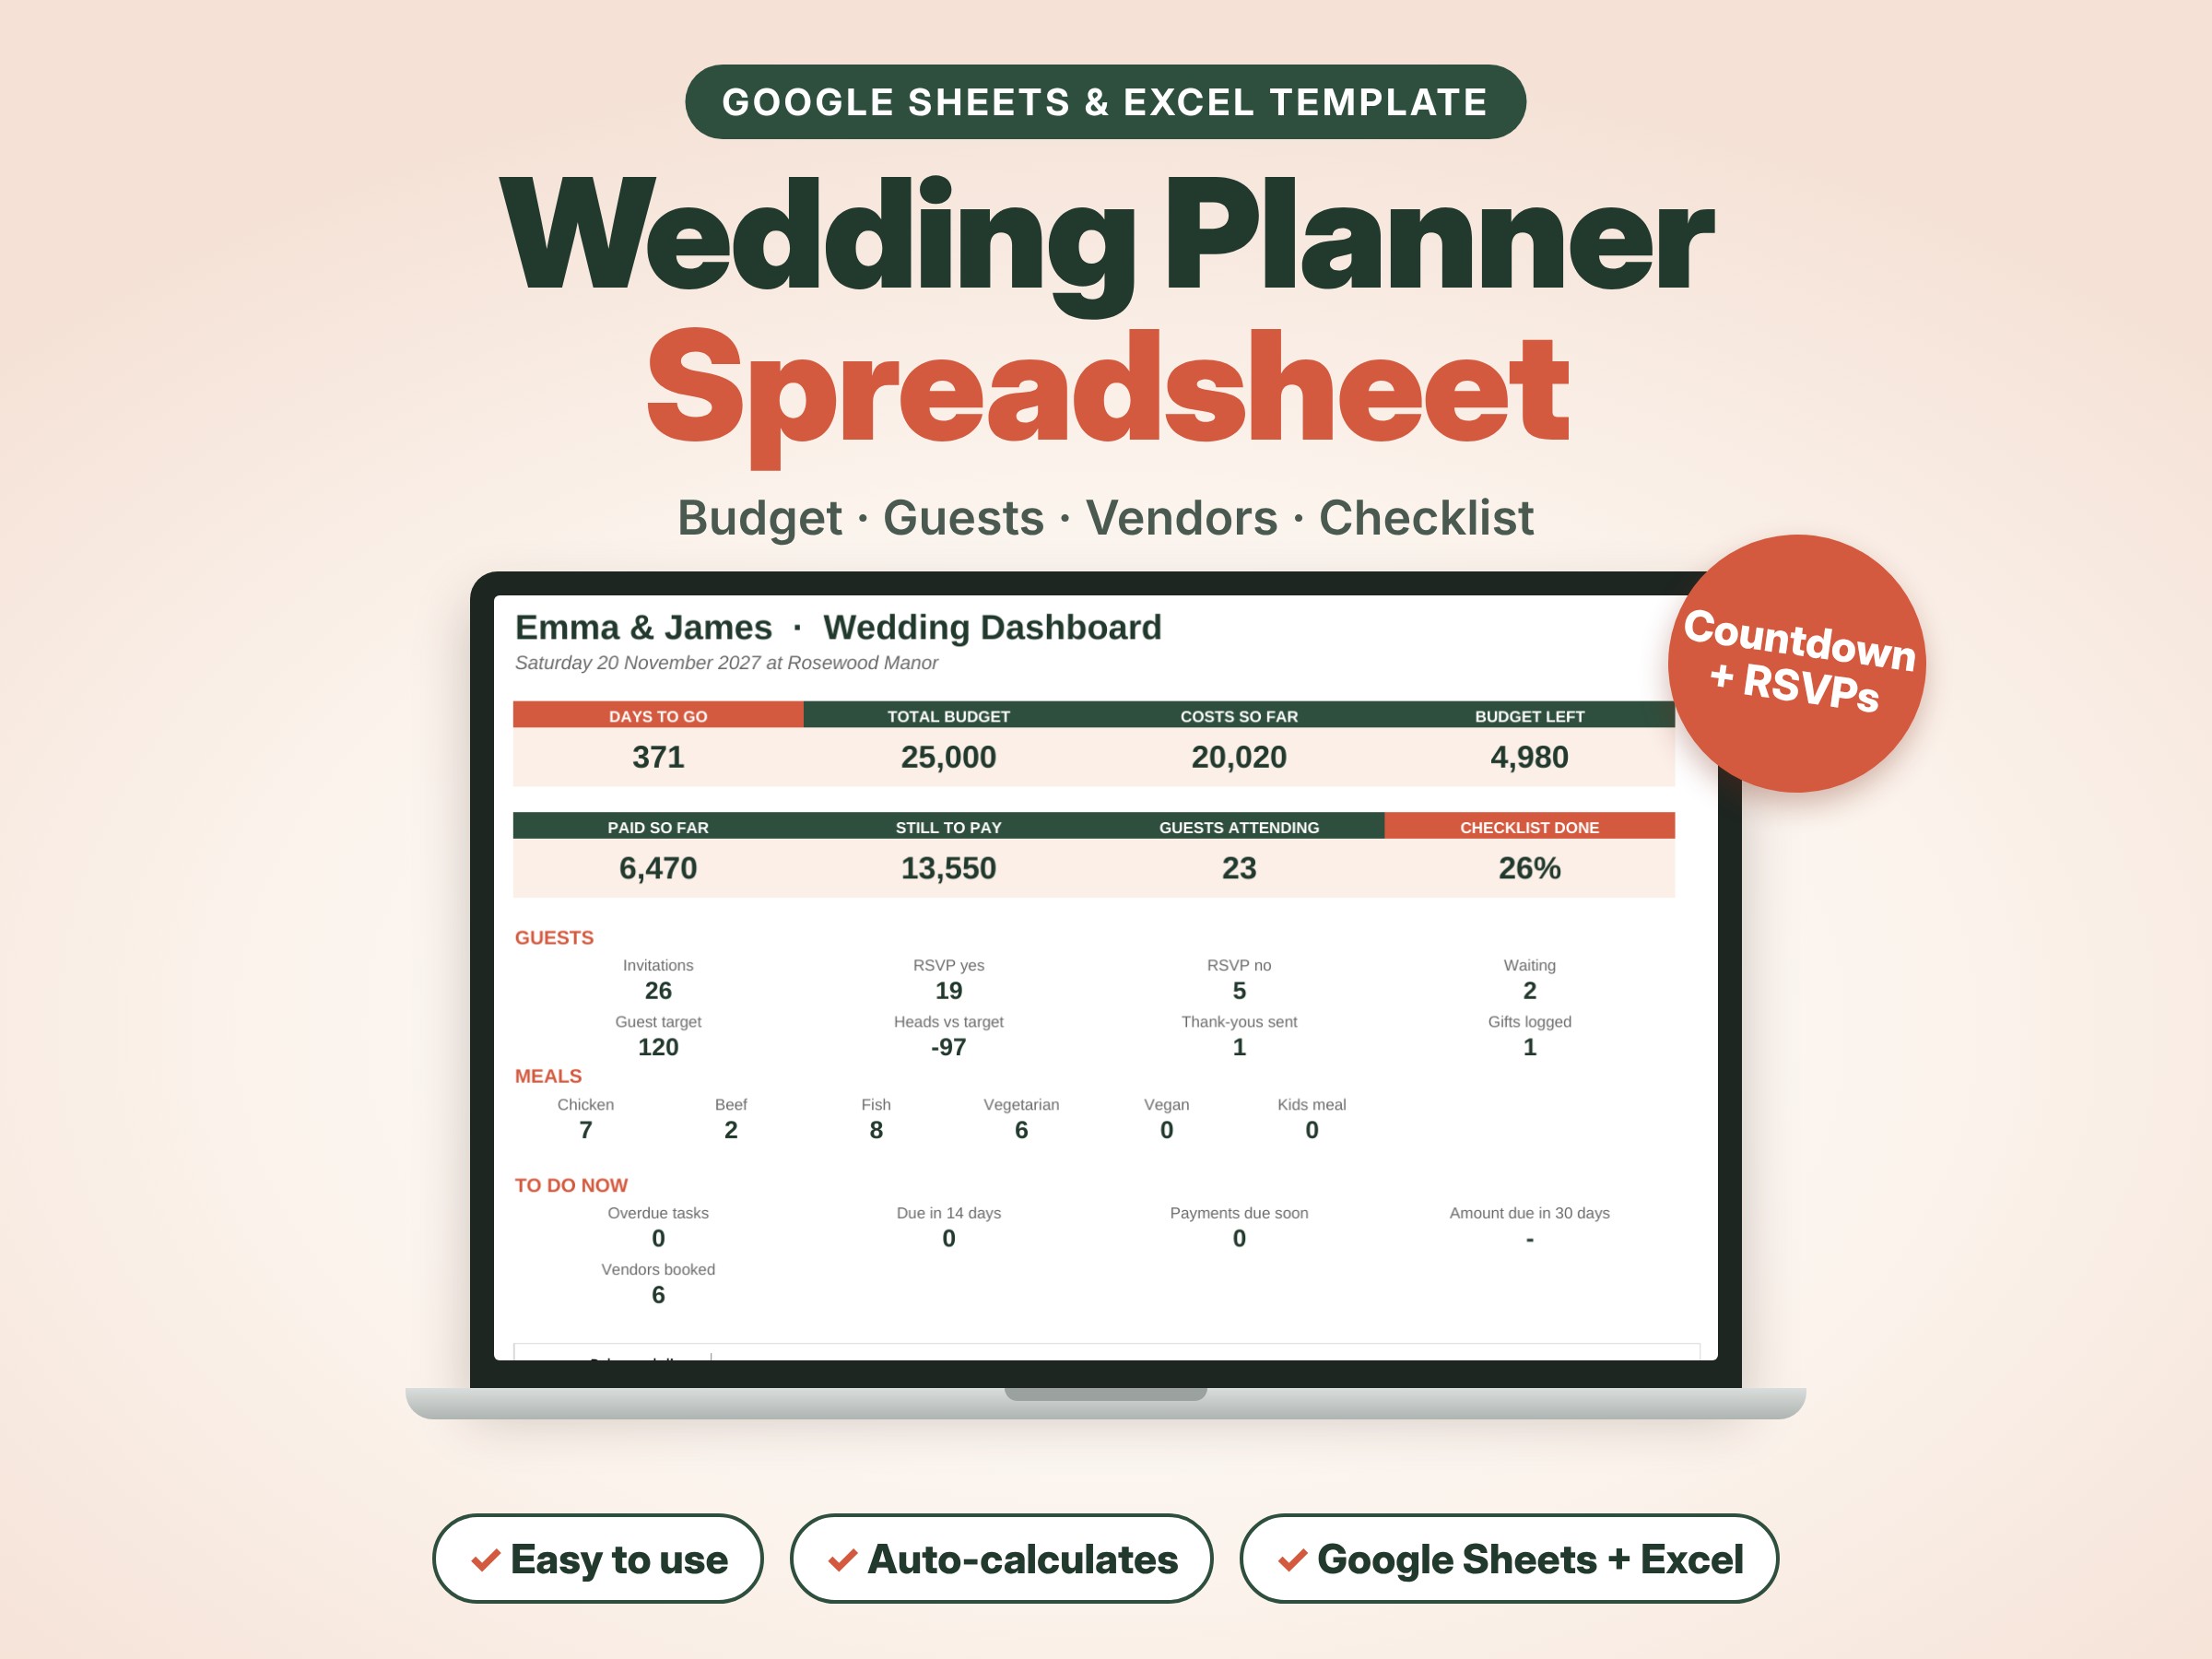 GOOGLE SHEETS & EXCEL TEMPLATE
Wedding Planner
Spreadsheet
Budget · Guests · Vendors · Checklist
Countdown
+ RSVPs
Emma & James · Wedding Dashboard
Saturday 20 November 2027 at Rosewood Manor
DAYS TO GO TOTAL BUDGET COSTS SO FAR BUDGET LEFT
371 25,000 20,020 4,980
PAID SO FAR STILL TO PAY GUESTS ATTENDING CHECKLIST DONE
6,470 13,550 23 26%
GUESTS
Invitations RSVP yes RSVP no Waiting
26 19 5 2
Guest target Heads vs target Thank-yous sent Gifts logged
120 -97 1 1
MEALS
Chicken Beef Fish Vegetarian Vegan Kids meal
7 2 8 6 0 0
TO DO NOW
Overdue tasks Due in 14 days Payments due soon Amount due in 30 days
0 0 0 -
Vendors booked
6
Easy to use
Auto-calculates
Google Sheets + Excel